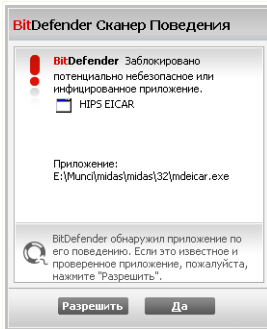 BitDefender Сканер Поведения
BitDefender Заблокировано
потенциально небезопасное или
инфицированное приложение.
HIPS EICAR
Приложение:
E:\Munci\midas\midas\32\mdeicar.exe
BitDefender обнаружил приложение по
его поведению. Если это известное и
проверенное приложение, пожалуйста,
нажмите "Разрешить".
Разрешить Да